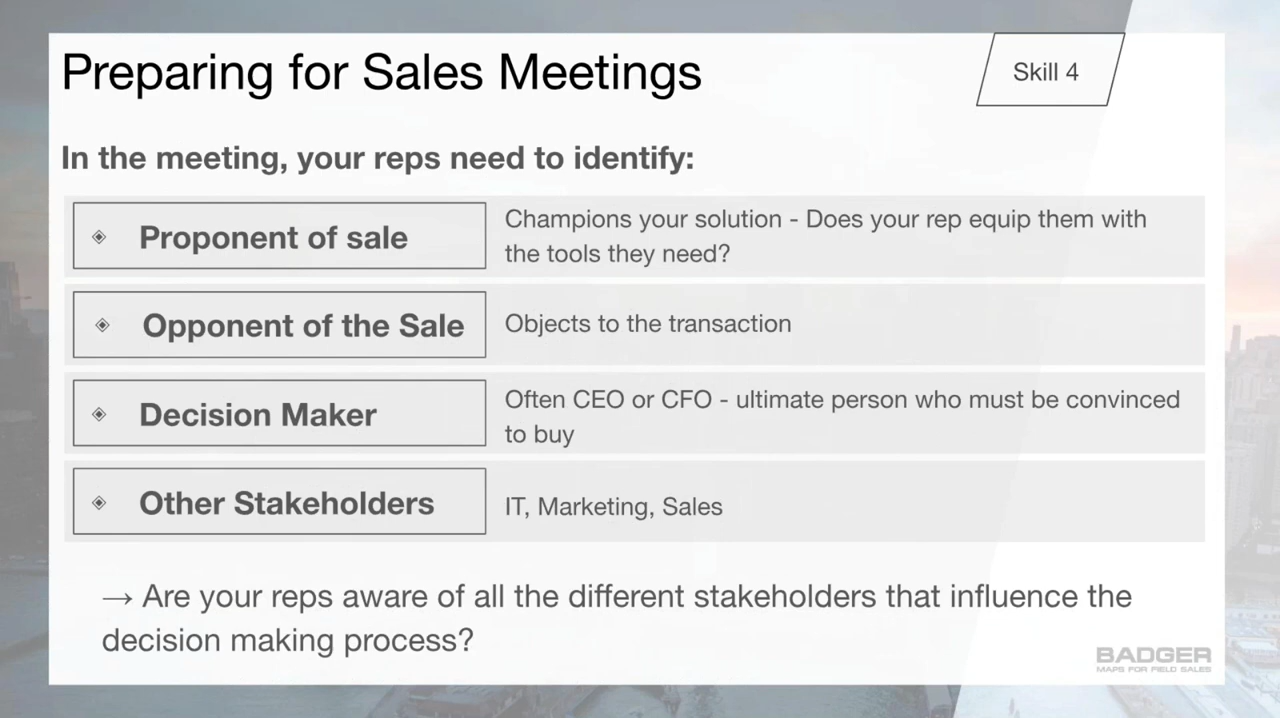 Preparing for Sales Meetings
Skill 4
In the meeting, your reps need to identify:
Proponent of sale
Champions your solution - Does your rep equip them with
the tools they need?
Opponent of the Sale
Objects to the transaction
Decision Maker
Often CEO or CFO - ultimate person who must be convinced
to buy
Other Stakeholders
IT, Marketing, Sales
→ Are your reps aware of all the different stakeholders that influence the
decision making process?
BADGER
MAPS FOR FIELD SALES